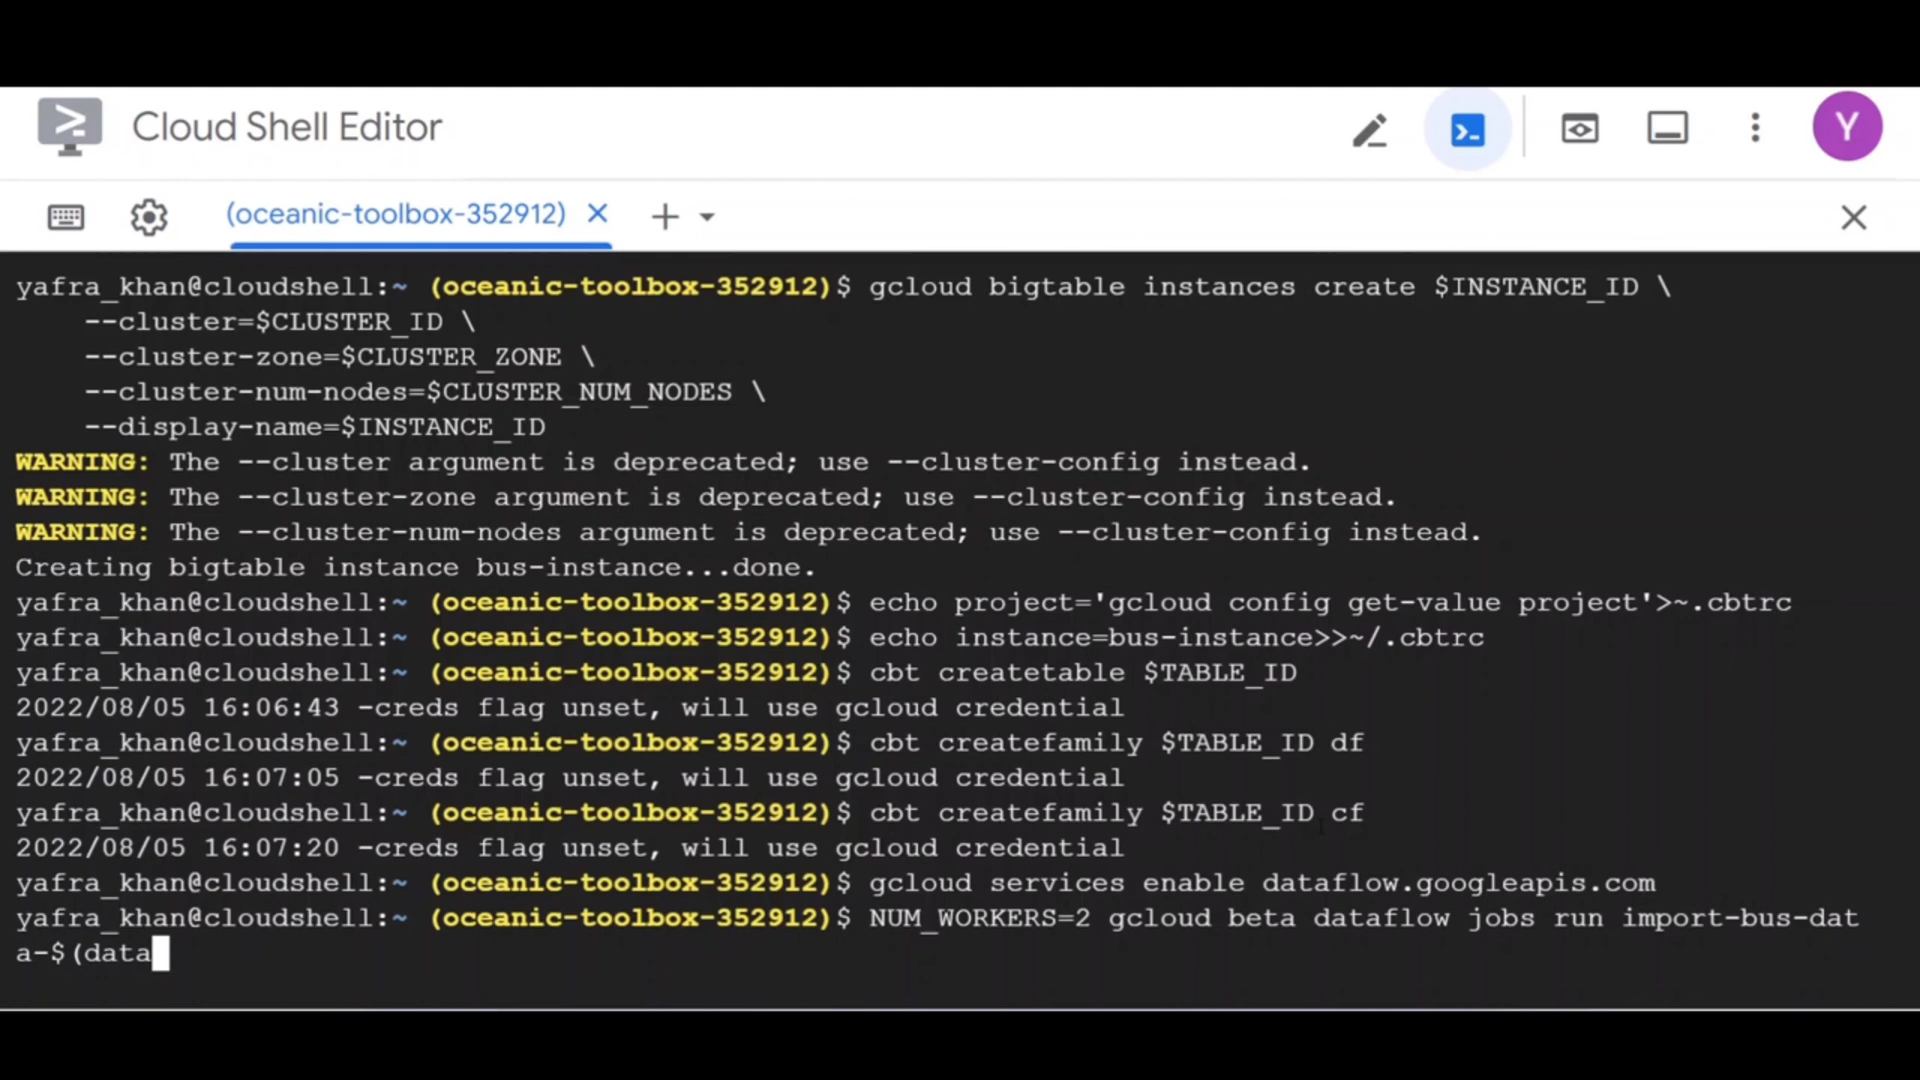 Cloud Shell Editor
Y
(oceanic-toolbox-352912)
yafra_khan@cloudshell:~ (oceanic-toolbox-352912)$ gcloud bigtable instances create $INSTANCE_ID \
--cluster=$CLUSTER_ID \
--cluster-zone=$CLUSTER_ZONE \
--cluster-num-nodes=$CLUSTER_NUM_NODES \
--display-name=$INSTANCE_ID
WARNING: The --cluster argument is deprecated; use --cluster-config instead.
WARNING: The --cluster-zone argument is deprecated; use --cluster-config instead.
WARNING: The --cluster-num-nodes argument is deprecated; use --cluster-config instead.
Creating bigtable instance bus-instance...done.
yafra_khan@cloudshell:~ (oceanic-toolbox-352912)$ echo project='gcloud config get-value project'>~.cbtrc
yafra_khan@cloudshell:~ (oceanic-toolbox-352912)$ echo instance=bus-instance>>~/.cbtrc
yafra_khan@cloudshell:~ (oceanic-toolbox-352912)$ cbt createtable $TABLE_ID
2022/08/05 16:06:43 -creds flag unset, will use gcloud credential
yafra_khan@cloudshell:~ (oceanic-toolbox-352912)$ cbt createfamily $TABLE_ID df
2022/08/05 16:07:05 -creds flag unset, will use gcloud credential
yafra_khan@cloudshell:~ (oceanic-toolbox-352912)$ cbt createfamily $TABLE_ID cf
2022/08/05 16:07:20 -creds flag unset, will use gcloud credential
yafra_khan@cloudshell:~ (oceanic-toolbox-352912)$ gcloud services enable dataflow.googleapis.com
yafra_khan@cloudshell:~ (oceanic-toolbox-352912)$ NUM_WORKERS=2 gcloud beta dataflow jobs run import-bus-dat
a-$(data